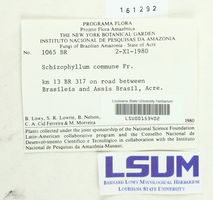 161292
PROGRAMA FLORA
Projeto Flora Amazônica
THE NEW YORK BOTANICAL GARDEN
INSTITUTO NACIONAL DE PESQUISAS DA AMAZONIA
Fungi of Brazilian Amazonia - State of Acre
No. 1065 BR 2-XI-1980
Schizophyllum commune Fr.
km 13 BR 317 on road between
Brasileia and Assis Brasil, Acre.
Louisiana State University Herbarium
B. Lowy, S. R. Lowrie, B. Nelson,
C. A. Cid Ferreira & M. Moreira
1980
Plants collected under the joint sponsorship of the National Science Foundation
Latin-American collaborative program and the Conselho Nacional de
Desenvolvimento Científico e Tecnológico in collaboration with the Instituto
Nacional de Pesquisas da Amazônia-Manaus.
LSUM
BERNARD LOWY MYCOLOGICAL HERBARIUM
LOUISIANA STATE UNIVERSITY